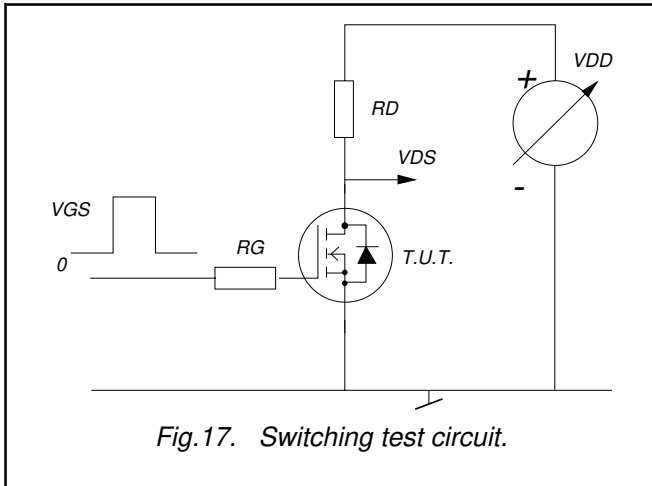 VDD
+
RD
VDS
-
VGS
RG
T.U.T.
0
Fig.17. Switching test circuit.